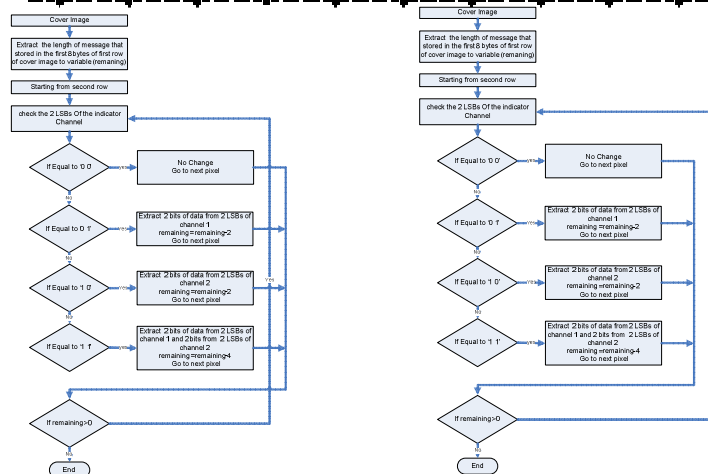 Cover Image
Extract the length of message that
stored in the first 8 bytes of first row
of cover image to variable (remaning)
Starting from second row
check the 2 LSBs Of the indicator
Channel
If Equal to '0 0'
yes
No Change
Go to next pixel
No
If Equal to '0 1'
Yes
Extract 2 bits of data from 2 LSBs of
channel 1
remaining=remaining-2
Go to next pixel
No
If Equal to '1 0'
Yes
Extract 2 bits of data from 2 LSBs of
channel 2
remaining=remaining-2
Go to next pixel
Yes
No
If Equal to '1 1'
yes
Extract 2 bits of data from 2 LSBs of
channel 1 and 2 bits from 2 LSBs of
channel 2
remaining=remaining-4
Go to next pixel
If remaining>0
No
End
Cover Image
Extract the length of message that
stored in the first 8 bytes of first row
of cover image to variable (remaning)
Starting from second row
check the 2 LSBs Of the indicator
Channel
If Equal to '0 0'
yes
No Change
Go to next pixel
No
If Equal to '0 1'
Yes
Extract 2 bits of data from 2 LSBs of
channel 1
remaining=remaining-2
Go to next pixel
No
If Equal to '1 0'
Yes
Extract 2 bits of data from 2 LSBs of
channel 2
remaining=remaining-2
Go to next pixel
No
If Equal to '1 1'
yes
Extract 2 bits of data from 2 LSBs of
channel 1 and 2 bits from 2 LSBs of
channel 2
remaining=remaining-4
Go to next pixel
If remaining>0
No
End